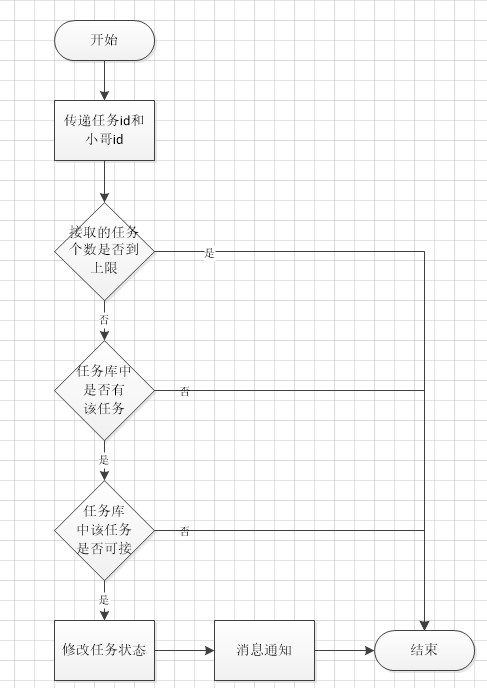 开始
传递任务id和
小哥id
接取的任务
个数是否到
上限
是
否
任务库中
是否有
该任务
否
是
任务库
中该任务
是否可接
否
是
修改任务状态
消息通知
结束